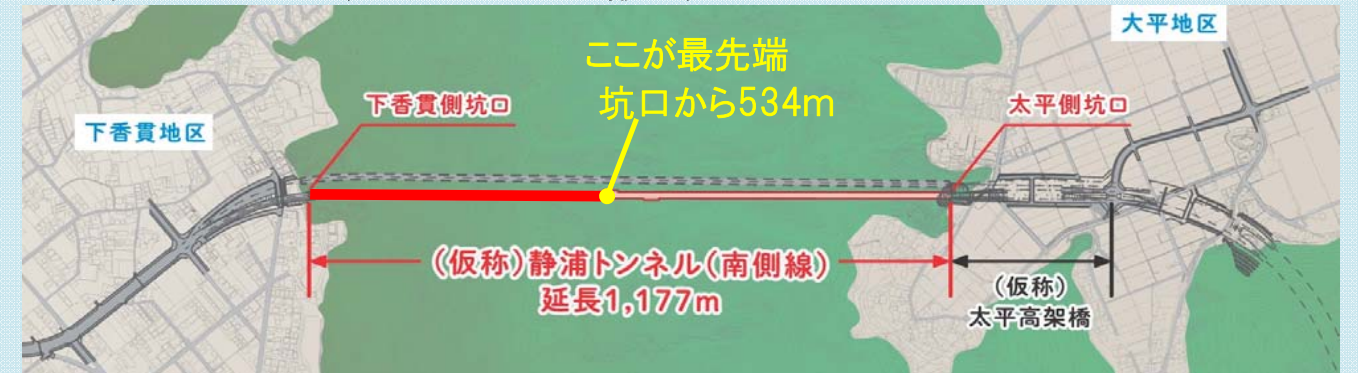 大平地区
ここが最先端
坑口から534m
下香貫側坑口
大平側坑口
下香貫地区
(仮称)静浦トンネル(南側線)
延長1,177m
(仮称)
大平高架橋